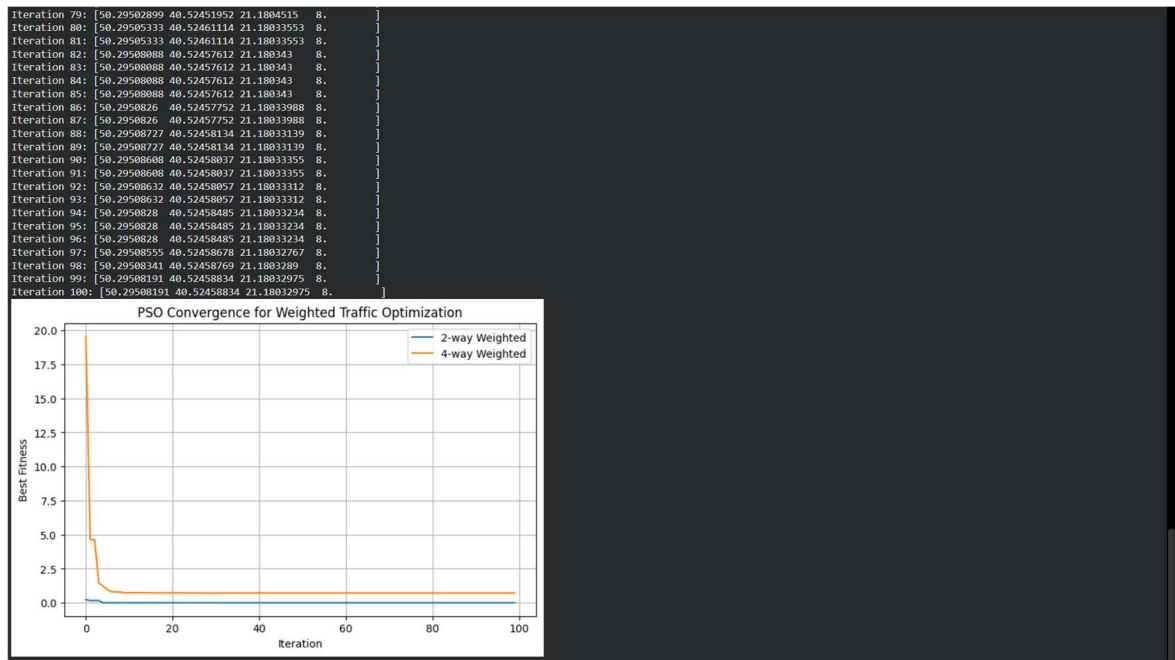 Iteration 79: [50.29502899 40.52451952 21.1804515   8.        ]
Iteration 80: [50.29505333 40.52461114 21.18033553  8.        ]
Iteration 81: [50.29505333 40.52461114 21.18033553  8.        ]
Iteration 82: [50.29508088 40.52457612 21.180343    8.        ]
Iteration 83: [50.29508088 40.52457612 21.180343    8.        ]
Iteration 84: [50.29508088 40.52457612 21.180343    8.        ]
Iteration 85: [50.29508088 40.52457612 21.180343    8.        ]
Iteration 86: [50.2950826  40.52457752 21.18033988  8.        ]
Iteration 87: [50.2950826  40.52457752 21.18033988  8.        ]
Iteration 88: [50.29508727 40.52458134 21.18033139  8.        ]
Iteration 89: [50.29508727 40.52458134 21.18033139  8.        ]
Iteration 90: [50.29508608 40.52458037 21.18033355  8.        ]
Iteration 91: [50.29508608 40.52458037 21.18033355  8.        ]
Iteration 92: [50.29508632 40.52458057 21.18033312  8.        ]
Iteration 93: [50.29508632 40.52458057 21.18033312  8.        ]
Iteration 94: [50.2950828  40.52458485 21.18033234  8.        ]
Iteration 95: [50.2950828  40.52458485 21.18033234  8.        ]
Iteration 96: [50.2950828  40.52458485 21.18033234  8.        ]
Iteration 97: [50.29508555 40.52458678 21.18032767  8.        ]
Iteration 98: [50.29508341 40.52458769 21.1803289   8.        ]
Iteration 99: [50.29508191 40.52458834 21.18032975  8.        ]
Iteration 100: [50.29508191 40.52458834 21.18032975  8.        ]
PSO Convergence for Weighted Traffic Optimization
20.0
17.5
15.0
12.5
10.0
7.5
5.0
2.5
0.0
Best Fitness
2-way Weighted
4-way Weighted
0 20 40 60 80 100
Iteration